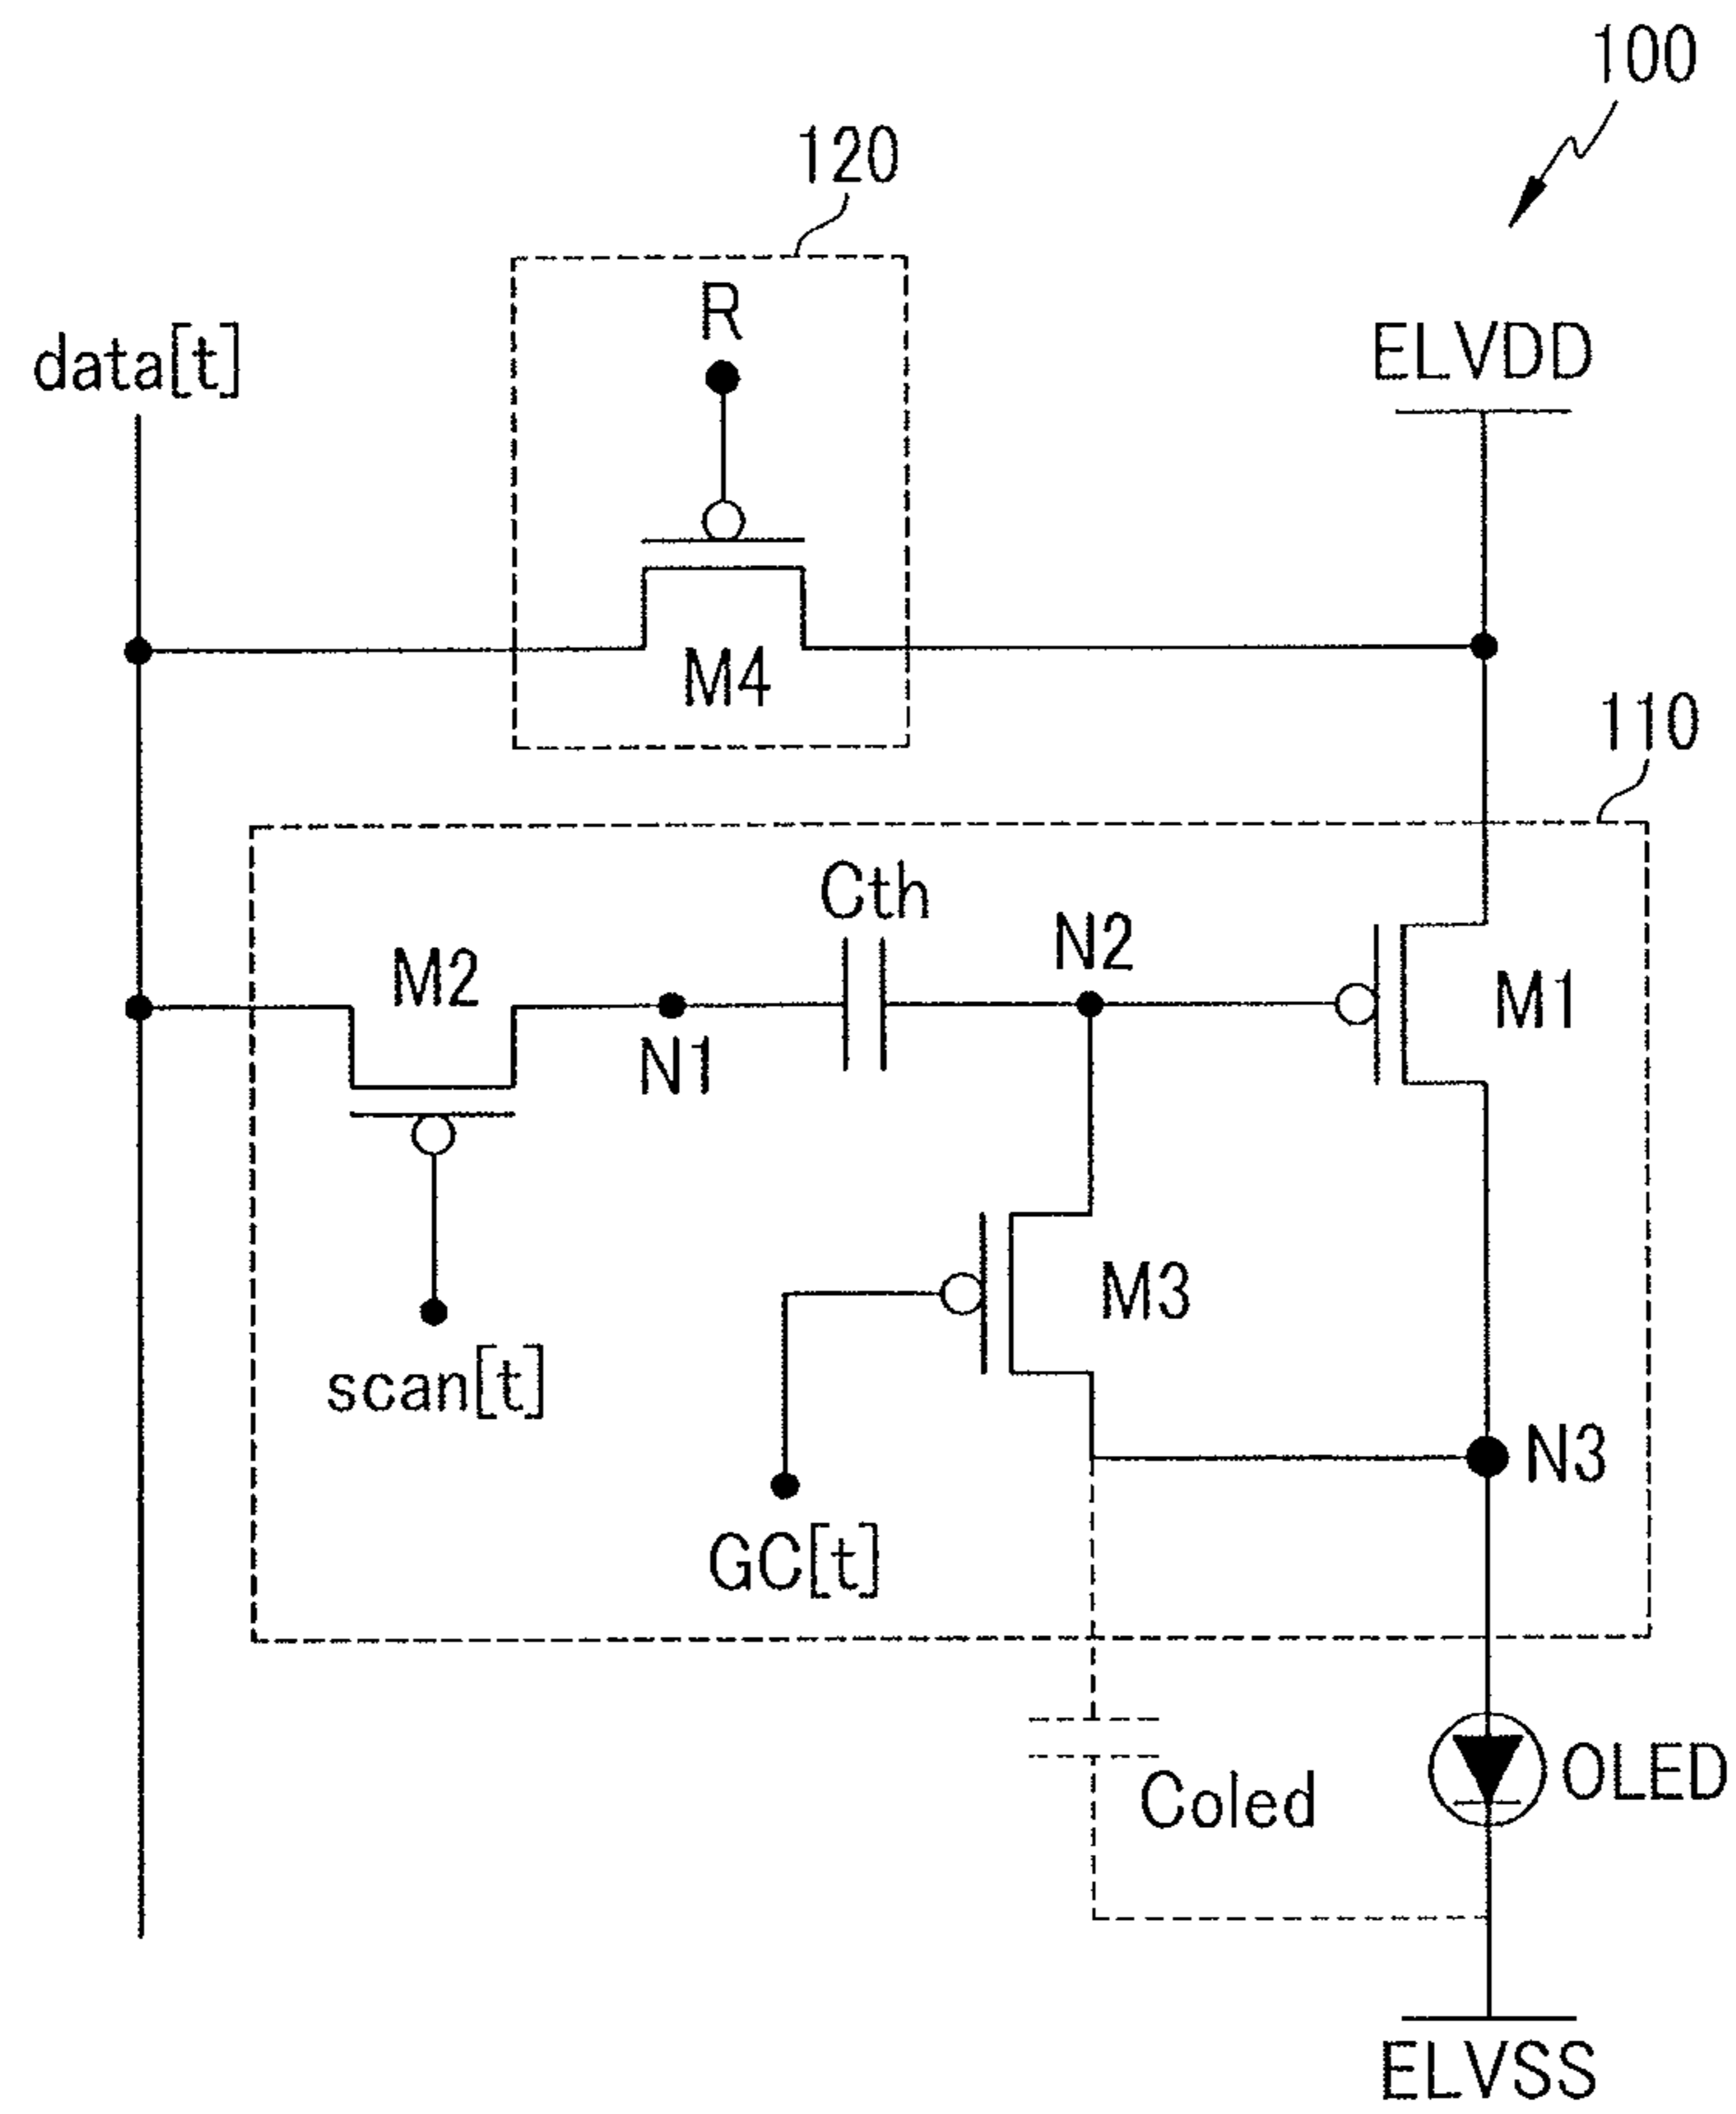 100
120
R
data[t]
ELVDD
M4
110
Cth
M2
N2
M1
N1
M3
scan[t]
N3
GC[t]
Coled
OLED
ELVSS